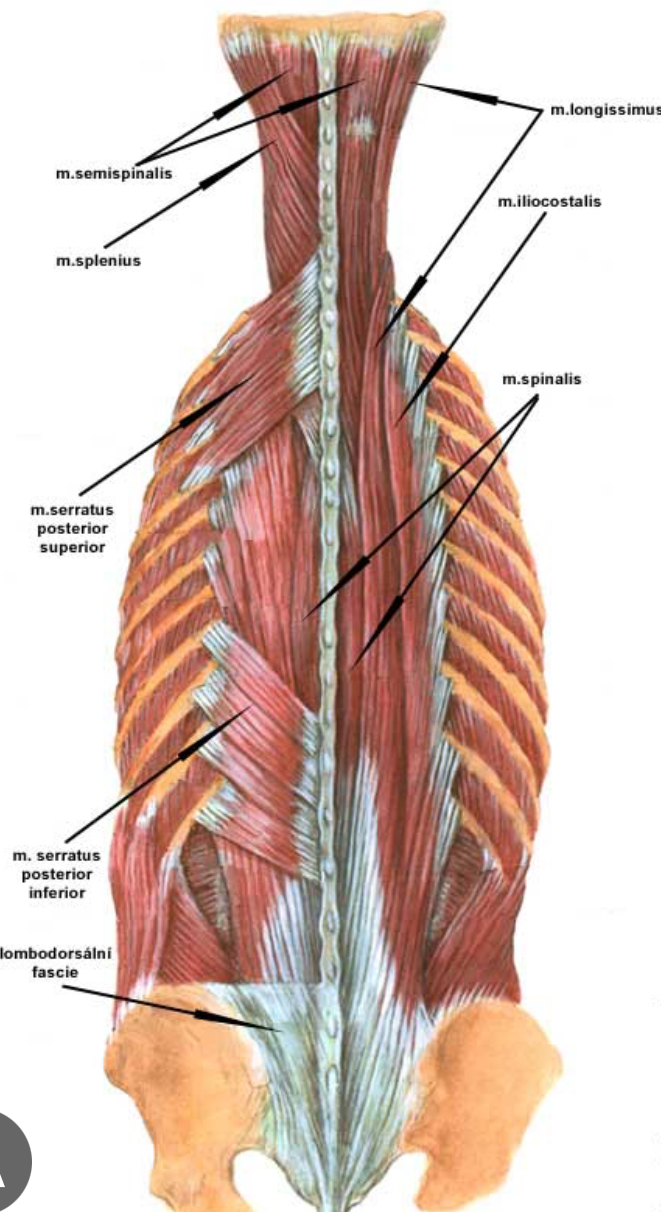 m.longissimus
m.semispinalis
m.iliocostalis
m.splenius
m.spinalis
m.serratus
posterior
superior
m. serratus
posterior
inferior
lombodorsální
fascie
A